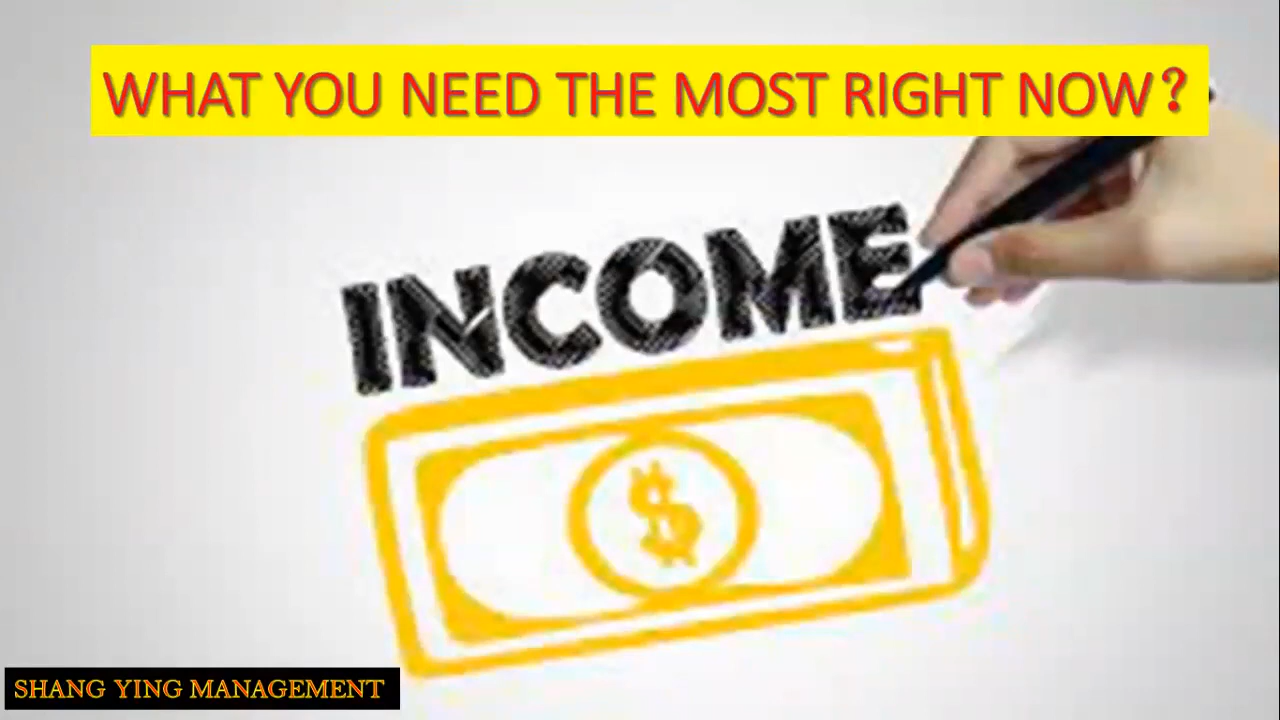 WHAT YOU NEED THE MOST RIGHT NOW?
INCOME
$
SHANG YING MANAGEMENT